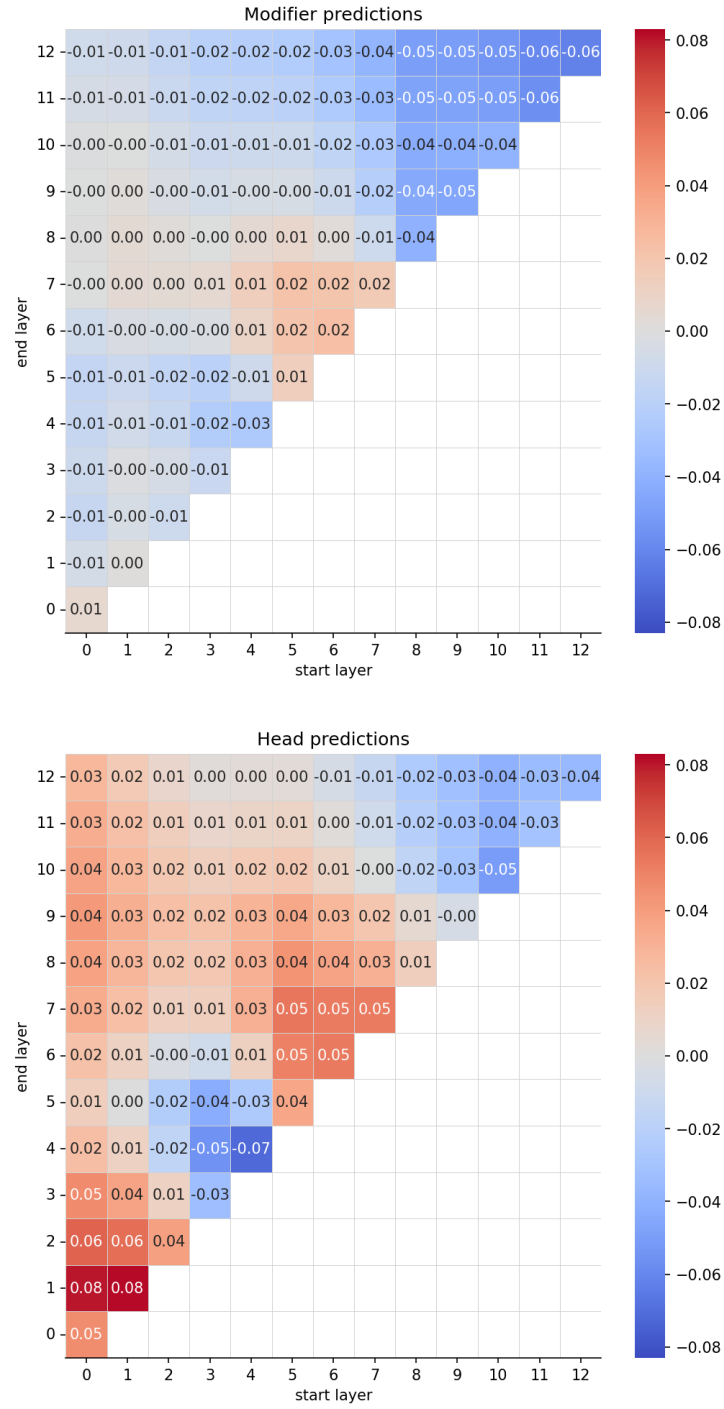 Modifier predictions
12 -0.01 -0.01 -0.01 -0.02 -0.02 -0.02 -0.03 -0.04 -0.05 -0.05 -0.05 -0.06 -0.06
11 -0.01 -0.01 -0.01 -0.02 -0.02 -0.02 -0.03 -0.03 -0.05 -0.05 -0.05 -0.06
10 -0.00 -0.00 -0.01 -0.01 -0.01 -0.01 -0.02 -0.03 -0.04 -0.04 -0.04
9 -0.00 0.00 -0.00 -0.01 -0.00 -0.00 -0.01 -0.02 -0.04 -0.05
8 0.00 0.00 0.00 -0.00 0.00 0.01 0.00 -0.01 -0.04
7 -0.00 0.00 0.00 0.01 0.01 0.02 0.02 0.02
6 -0.01 -0.00 -0.00 -0.00 0.01 0.02 0.02
5 -0.01 -0.01 -0.02 -0.02 -0.01 0.01
4 -0.01 -0.01 -0.01 -0.02 -0.03
3 -0.01 -0.00 -0.00 -0.01
2 -0.01 -0.00 -0.01
1 -0.01 0.00
0 0.01
0 1 2 3 4 5 6 7 8 9 10 11 12
start layer
end layer
0.08
0.06
0.04
0.02
0.00
−0.02
−0.04
−0.06
−0.08
Head predictions
12 0.03 0.02 0.01 0.00 0.00 0.00 -0.01 -0.01 -0.02 -0.03 -0.04 -0.03 -0.04
11 0.03 0.02 0.01 0.01 0.01 0.01 0.00 -0.01 -0.02 -0.03 -0.04 -0.03
10 0.04 0.03 0.02 0.01 0.02 0.02 0.01 -0.00 -0.02 -0.03 -0.05
9 0.04 0.03 0.02 0.02 0.03 0.04 0.03 0.02 0.01 -0.00
8 0.04 0.03 0.02 0.02 0.03 0.04 0.04 0.03 0.01
7 0.03 0.02 0.01 0.01 0.03 0.05 0.05 0.05
6 0.02 0.01 -0.00 -0.01 0.01 0.05 0.05
5 0.01 0.00 -0.02 -0.04 -0.03 0.04
4 0.02 0.01 -0.02 -0.05 -0.07
3 0.05 0.04 0.01 -0.03
2 0.06 0.06 0.04
1 0.08 0.08
0 0.05
0 1 2 3 4 5 6 7 8 9 10 11 12
start layer
end layer
0.08
0.06
0.04
0.02
0.00
−0.02
−0.04
−0.06
−0.08